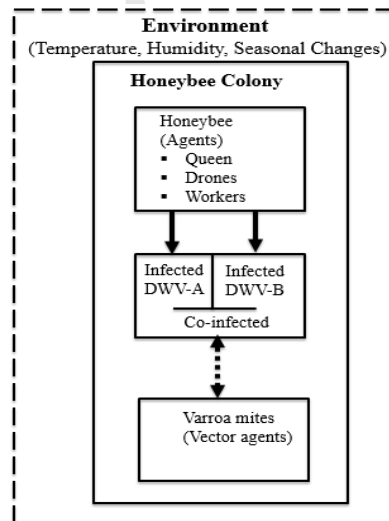 Environment
(Temperature, Humidity, Seasonal Changes)
Honeybee Colony
Honeybee
(Agents)
▪ Queen
▪ Drones
▪ Workers
Infected DWV-A
Infected DWV-B
Co-infected
Varroa mites
(Vector agents)